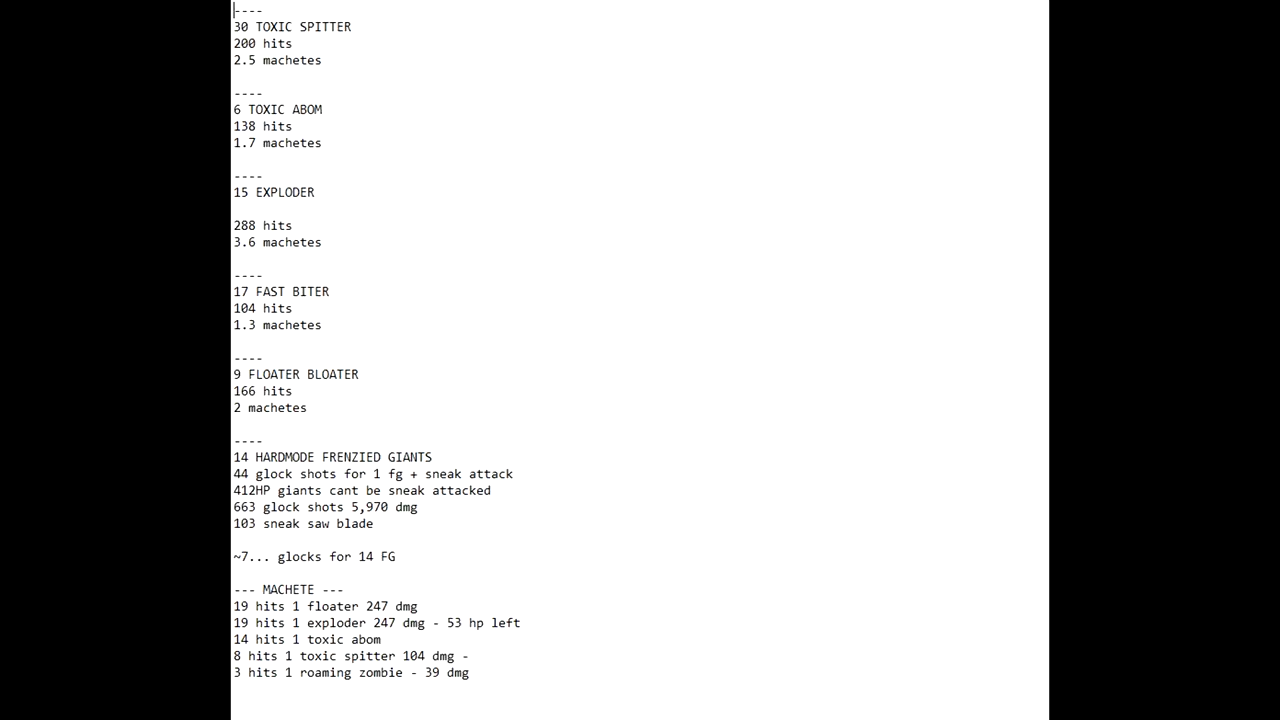 ----
30 TOXIC SPITTER
200 hits
2.5 machetes
----
6 TOXIC ABOM
138 hits
1.7 machetes
----
15 EXPLODER
288 hits
3.6 machetes
----
17 FAST BITER
104 hits
1.3 machetes
----
9 FLOATER BLOATER
166 hits
2 machetes
----
14 HARDMODE FRENZIED GIANTS
44 glock shots for 1 fg + sneak attack
412HP giants cant be sneak attacked
663 glock shots 5,970 dmg
103 sneak saw blade
~7... glocks for 14 FG
--- MACHETE ---
19 hits 1 floater 247 dmg
19 hits 1 exploder 247 dmg - 53 hp left
14 hits 1 toxic abom
8 hits 1 toxic spitter 104 dmg -
3 hits 1 roaming zombie - 39 dmg